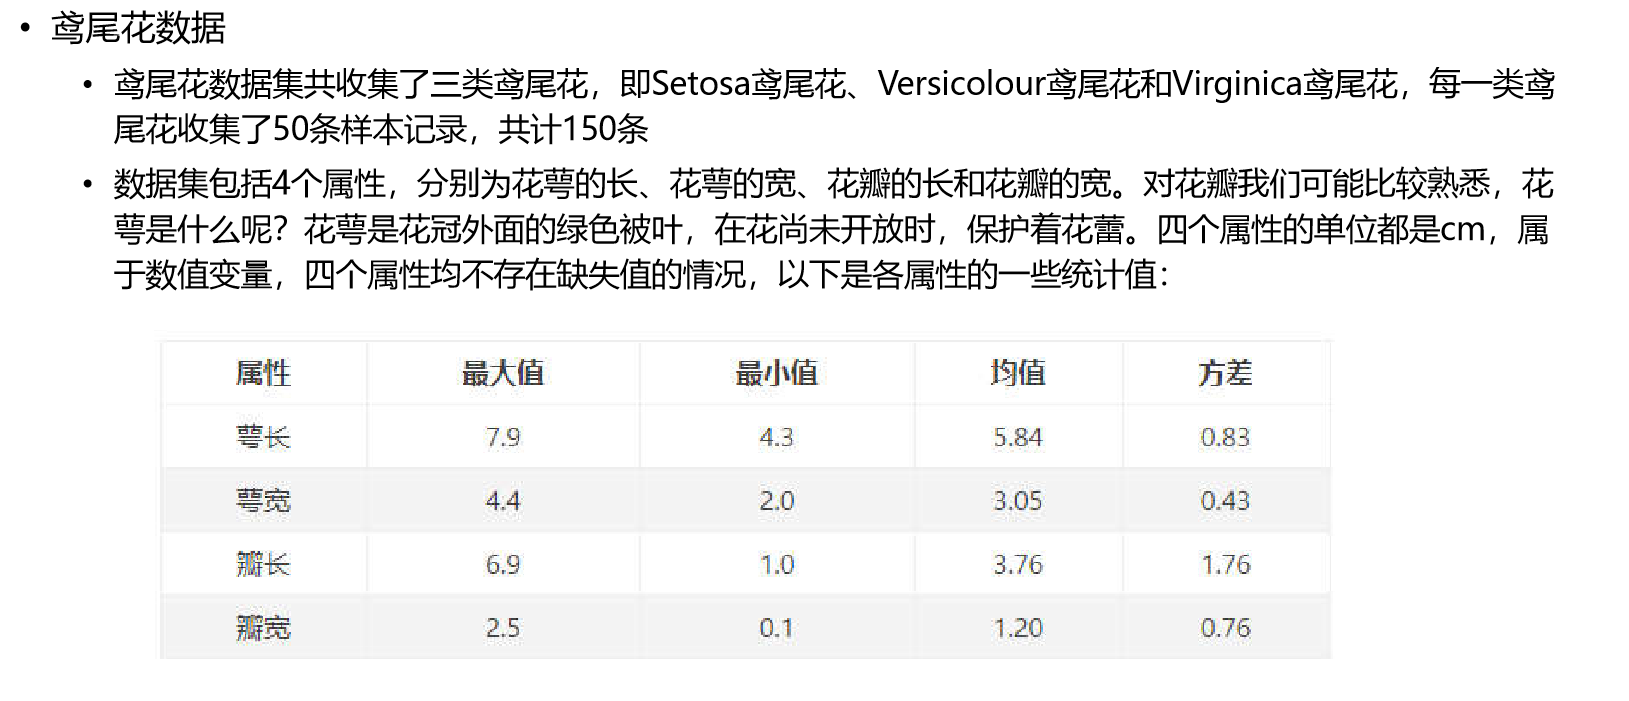 • 鸢尾花数据
• 鸢尾花数据集共收集了三类鸢尾花，即Setosa鸢尾花、Versicolour鸢尾花和Virginica鸢尾花，每一类鸢
尾花收集了50条样本记录，共计150条
• 数据集包括4个属性，分别为花萼的长、花萼的宽、花瓣的长和花瓣的宽。对花瓣我们可能比较熟悉，花
萼是什么呢？花萼是花冠外面的绿色被叶，在花尚未开放时，保护着花蕾。四个属性的单位都是cm，属
于数值变量，四个属性均不存在缺失值的情况，以下是各属性的一些统计值：
属性 最大值 最小值 均值 方差
萼长 7.9 4.3 5.84 0.83
萼宽 4.4 2.0 3.05 0.43
瓣长 6.9 1.0 3.76 1.76
瓣宽 2.5 0.1 1.20 0.76